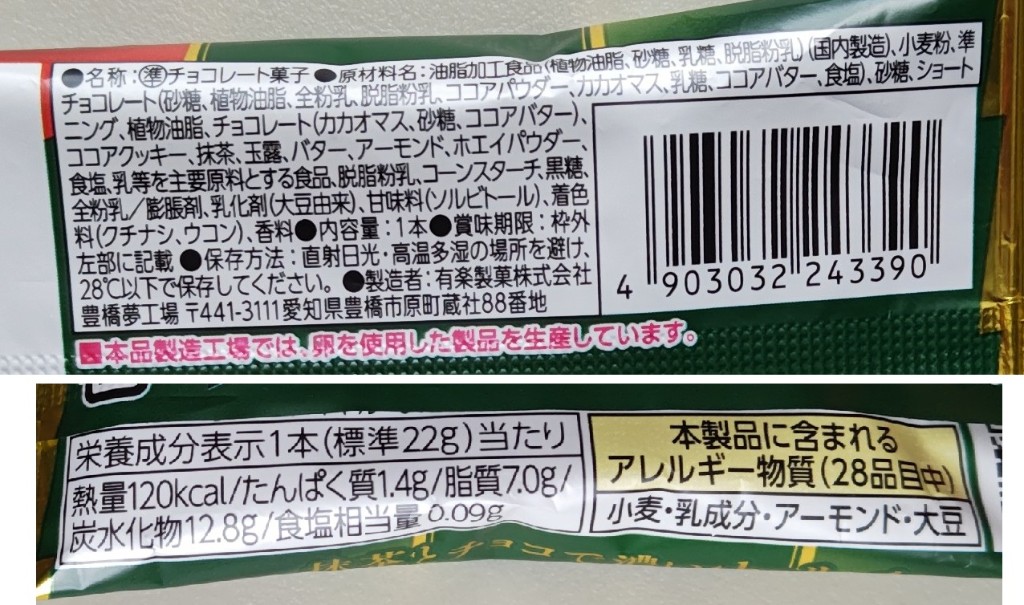 ●名称:㊤チョコレート菓子 ●原材料名:油脂加工食品(植物油脂、砂糖、乳糖、脱脂粉乳)(国内製造)、小麦粉、準
チョコレート(砂糖、植物油脂、全粉乳、脱脂粉乳、ココアパウダー、カカオマス、乳糖、ココアバター、食塩)、砂糖、ショート
ニング、植物油脂、チョコレート(カカオマス、砂糖、ココアバター)、
ココアクッキー、抹茶、玉露、バター、アーモンド、ホエイパウダー、
食塩、乳等を主要原料とする食品、脱脂粉乳、コーンスターチ、黒糖、
全粉乳/膨脹剤、乳化剤(大豆由来)、甘味料(ソルビトール)、着色
料(クチナシ、ウコン)、香料●内容量:1本●賞味期限:枠外
左部に記載 ●保存方法:直射日光・高温多湿の場所を避け、
28℃以下で保存してください。 ●製造者:有楽製菓株式会社
豊橋夢工場 〒441-3111愛知県豊橋市原町蔵社88番地
4 903032 243390
■本品製造工場では、卵を使用した製品を生産しています。
栄養成分表示1本(標準22g)当たり
熱量120kcal/たんぱく質1.4g/脂質7.0g/
炭水化物12.8g/食塩相当量0.09g
本製品に含まれる
アレルギー物質(28品目中)
小麦・乳成分・アーモンド・大豆